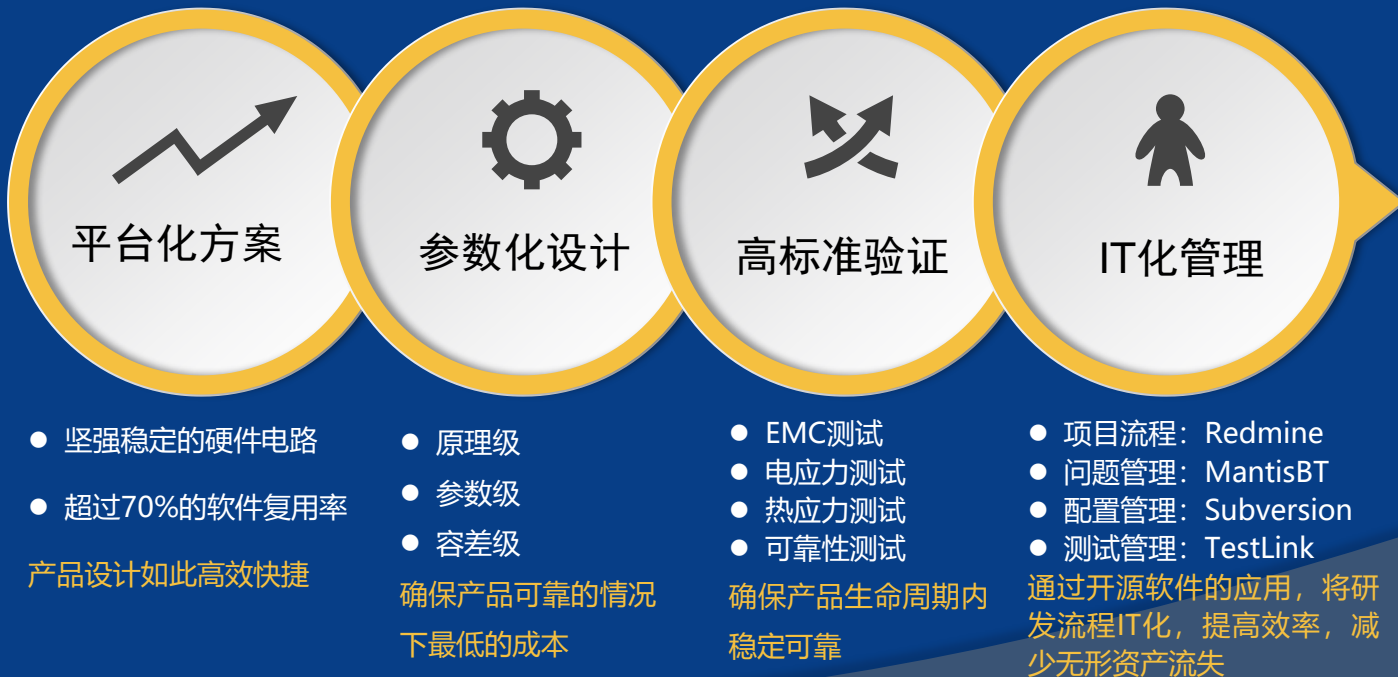 平台化方案
参数化设计
高标准验证
IT化管理
坚强稳定的硬件电路
超过70%的软件复用率
产品设计如此高效快捷
原理级
参数级
容差级
确保产品可靠的情况
下最低的成本
EMC测试
电应力测试
热应力测试
可靠性测试
确保产品生命周期内
稳定可靠
项目流程：Redmine
问题管理：MantisBT
配置管理：Subversion
测试管理：TestLink
通过开源软件的应用，将研
发流程IT化，提高效率，减
少无形资产流失